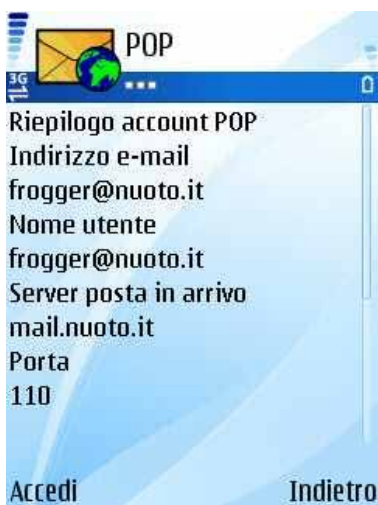 POP
3G
Riepilogo account POP
Indirizzo e-mail
frogger@nuoto.it
Nome utente
frogger@nuoto.it
Server posta in arrivo
mail.nuoto.it
Porta
110
Accedi Indietro